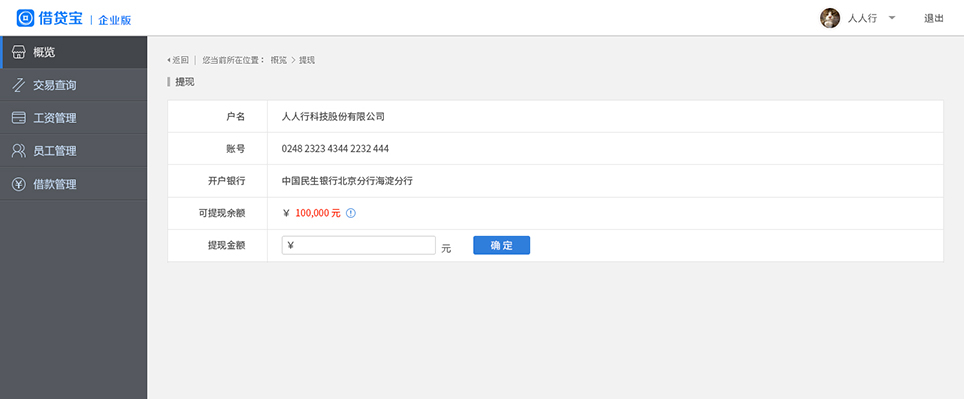 借贷宝 | 企业版
人人行
退出
概览
交易查询
工资管理
员工管理
借款管理
返回 | 您当前所在位置： 概览 > 提现
提现
户名 人人行科技股份有限公司
账号 0248 2323 4344 2232 444
开户银行 中国民生银行北京分行海淀分行
可提现余额 ¥ 100,000 元
提现金额 ¥ 元 确 定